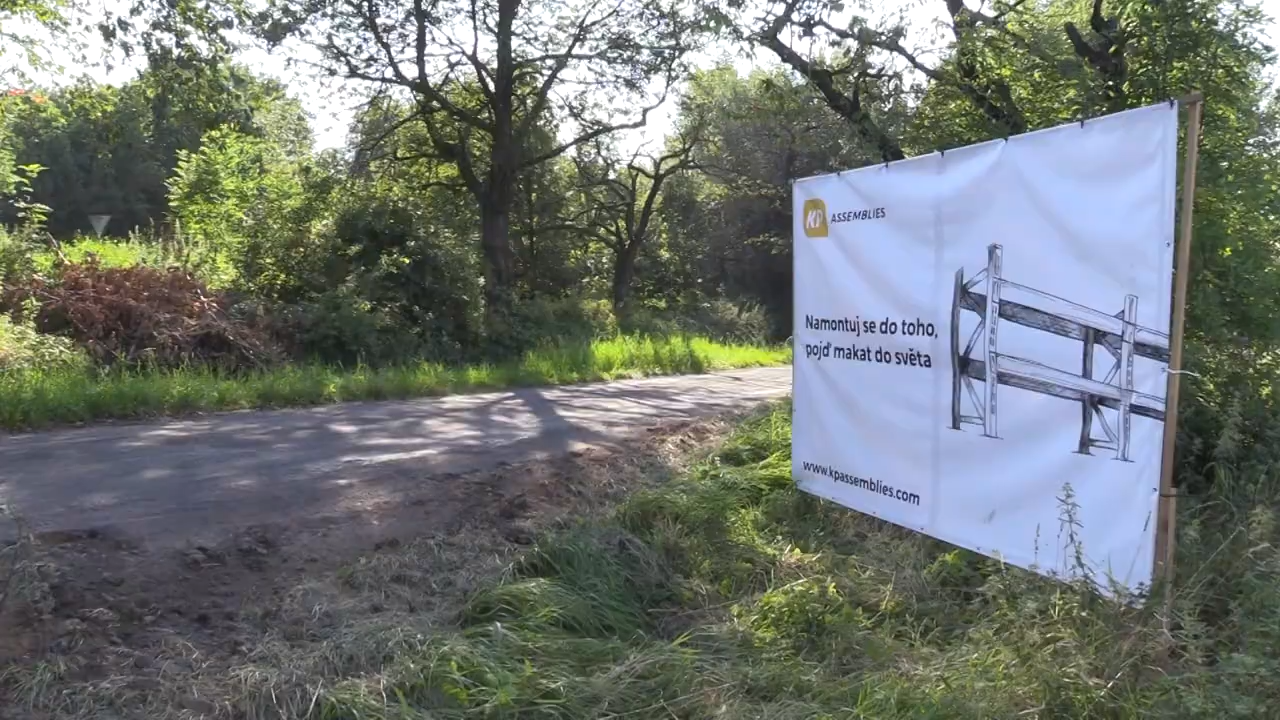 KP ASSEMBLIES
Namontuj se do toho,
pojď makat do světa
www.kpassemblies.com